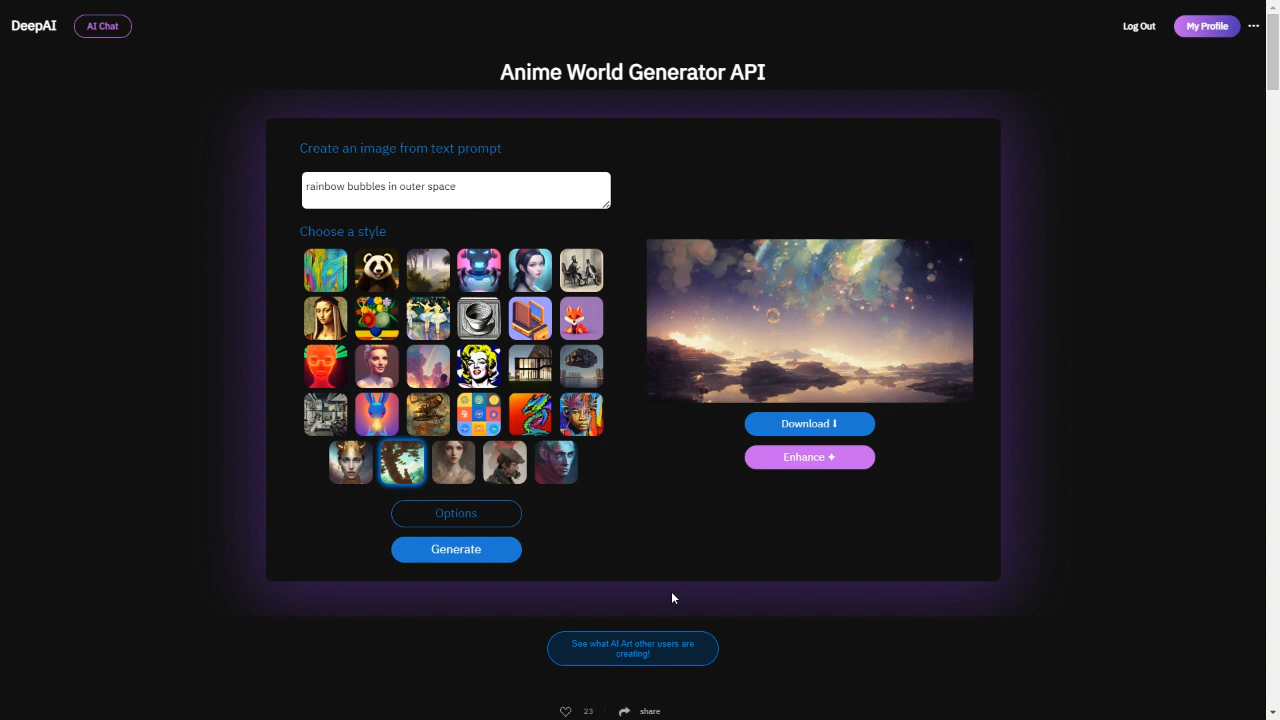 DeepAI
AI Chat
Log Out
My Profile
Anime World Generator API
Create an image from text prompt
rainbow bubbles in outer space
Choose a style
Download
Enhance
Options
Generate
See what AI Art other users are
creating!
23
share